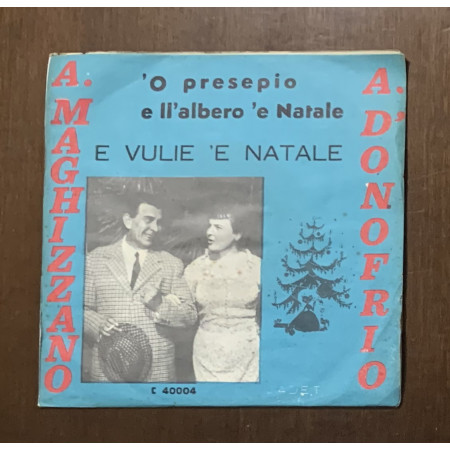 'O presepio
e ll'albero 'e Natale
E VULIE 'E NATALE
A. MAGHIZZANO
A. D'ONOFRIO
E 40004